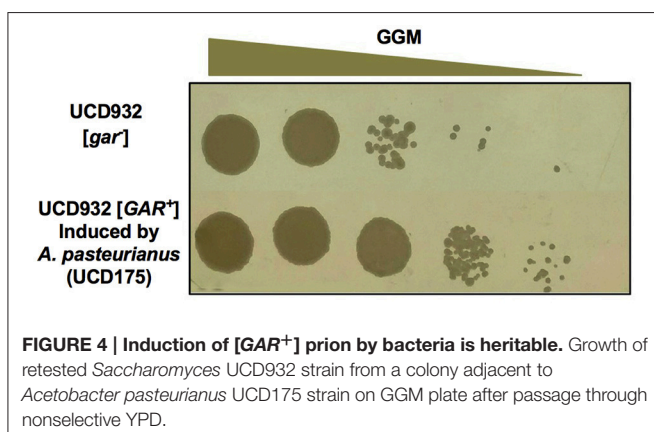 GGM
UCD932
[gar-]
UCD932 [GAR+]
Induced by
A. pasteurianus
(UCD175)
FIGURE 4 | Induction of [GAR+] prion by bacteria is heritable. Growth of
retested Saccharomyces UCD932 strain from a colony adjacent to
Acetobacter pasteurianus UCD175 strain on GGM plate after passage through
nonselective YPD.